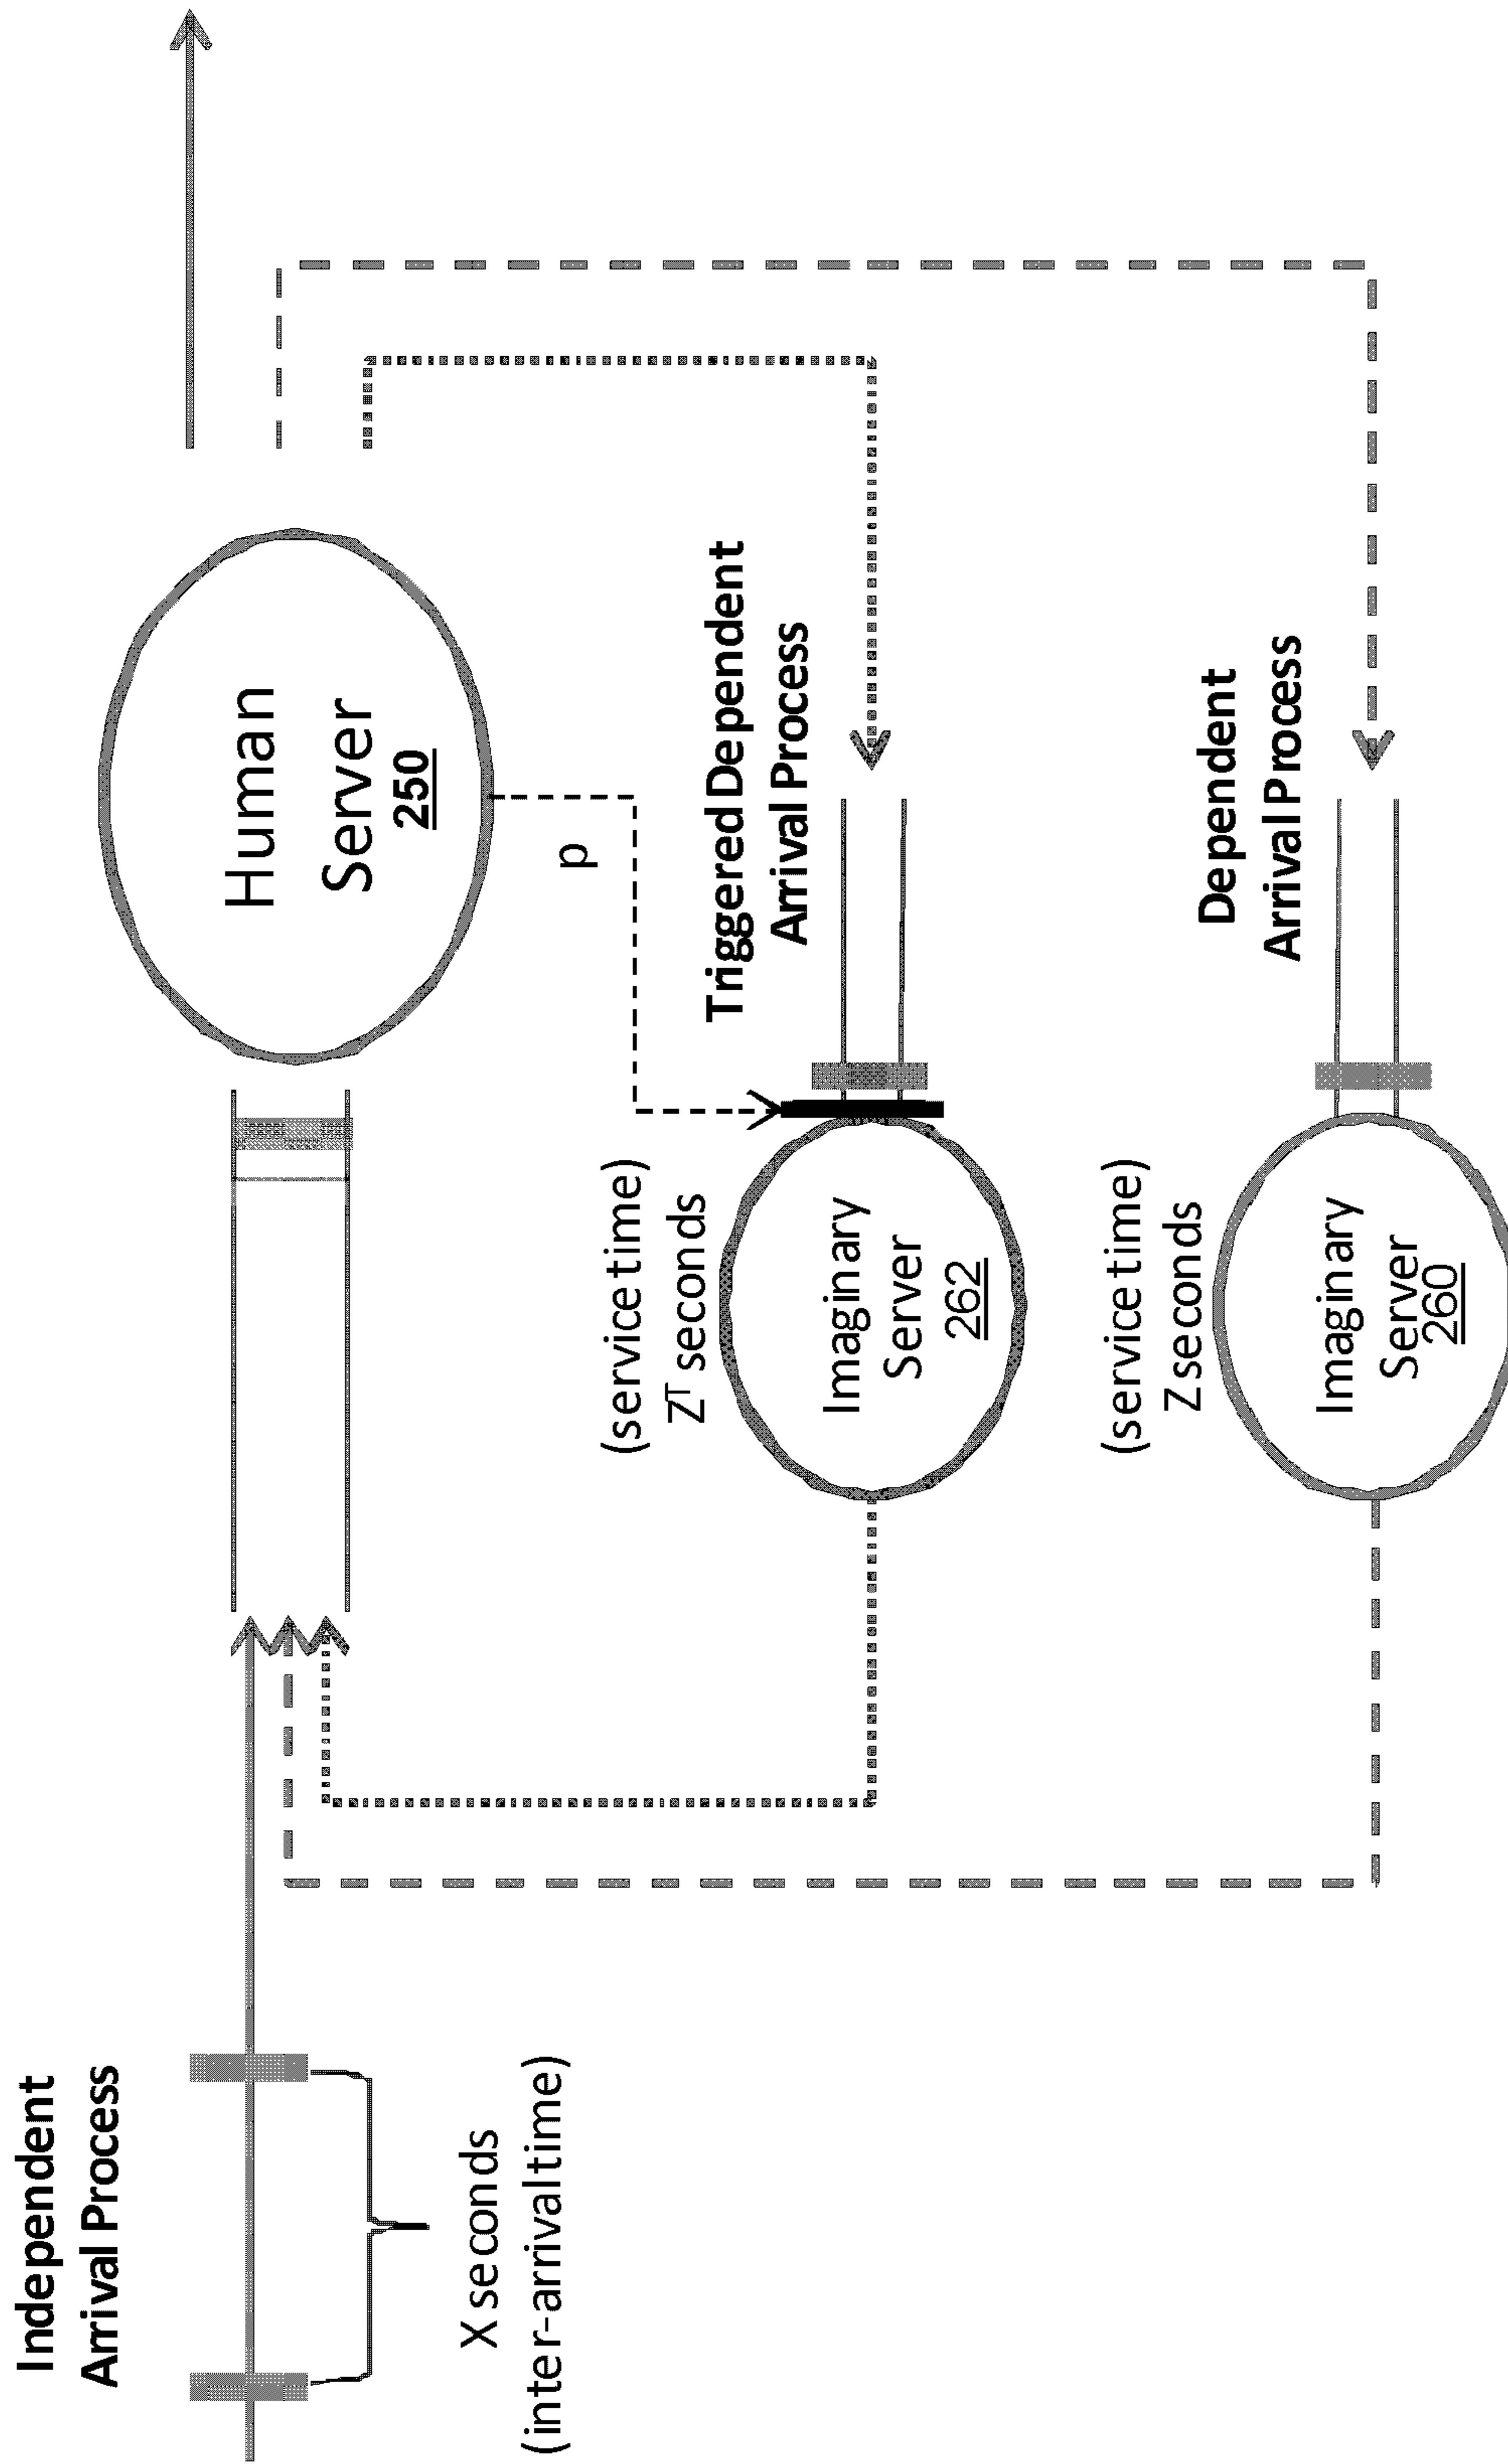 Independent
Arrival Process
X seconds
(inter-arrival time)
Human
Server
250
p
Triggered Dependent
Arrival Process
(service time)
Zᵀ seconds
Imaginary
Server
262
Dependent
Arrival Process
(service time)
Z seconds
Imaginary
Server
260